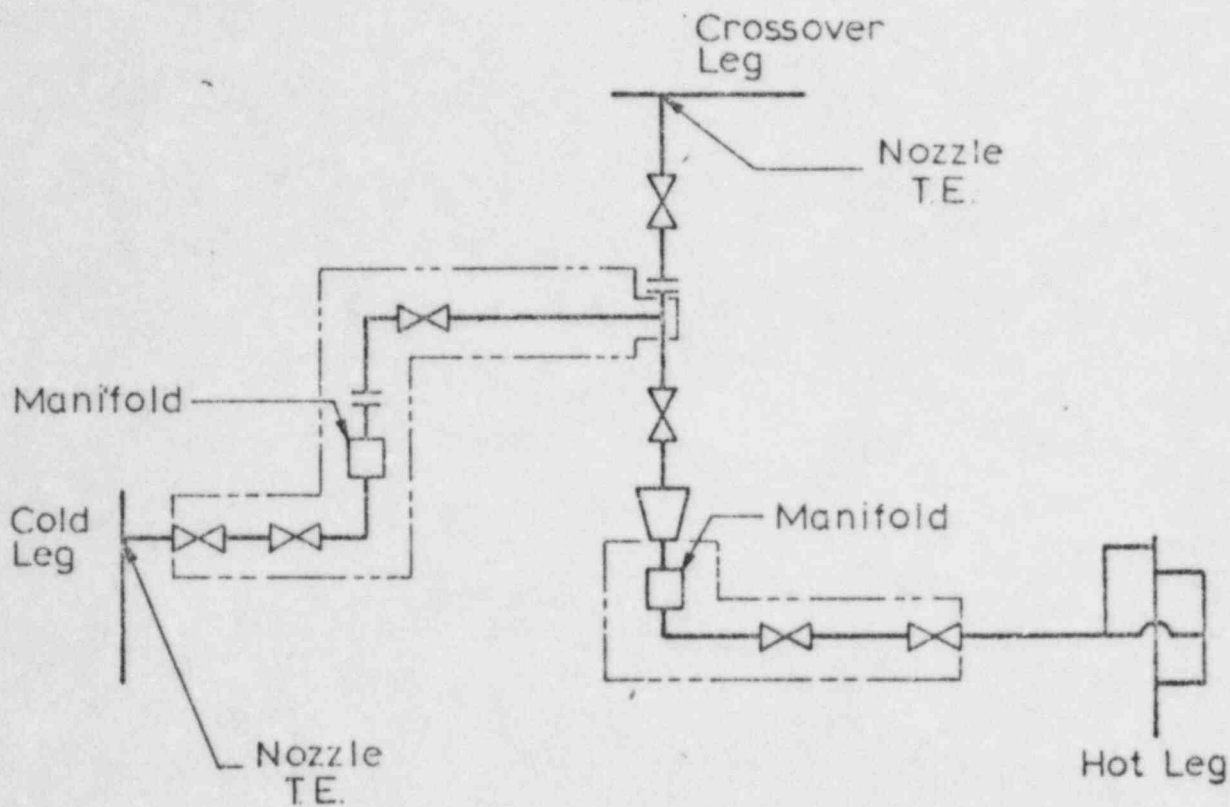 Crossover
Leg
Nozzle
T.E.
Manifold
Cold
Leg
Manifold
Nozzle
T.E.
Hot Leg